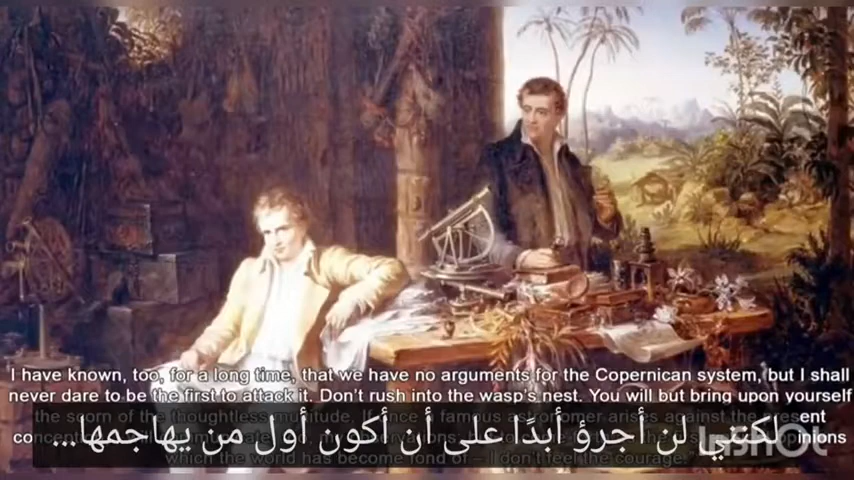 I have known, too, for a long time, that we have no arguments for the Copernican system, but I shall
never dare to be the first to attack it. Don't rush into the wasp's nest. You will but bring upon yourself
the scorn of the thoughtless multitude. If once a famous astronomer arises against the present
لكنني لن أجرؤ أبدًا على أن أكون أول من يهاجمها...
which the world has become fond of – I don't feel the courage.
InShot